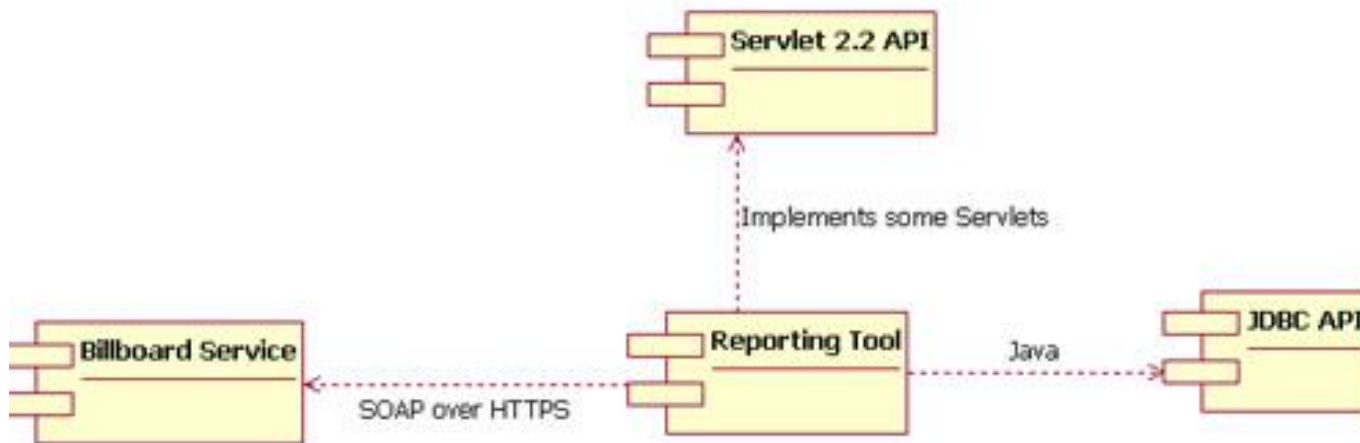 Servlet 2.2 API
Implements some Servlets
Billboard Service
SOAP over HTTPS
Reporting Tool
Java
JDBC API